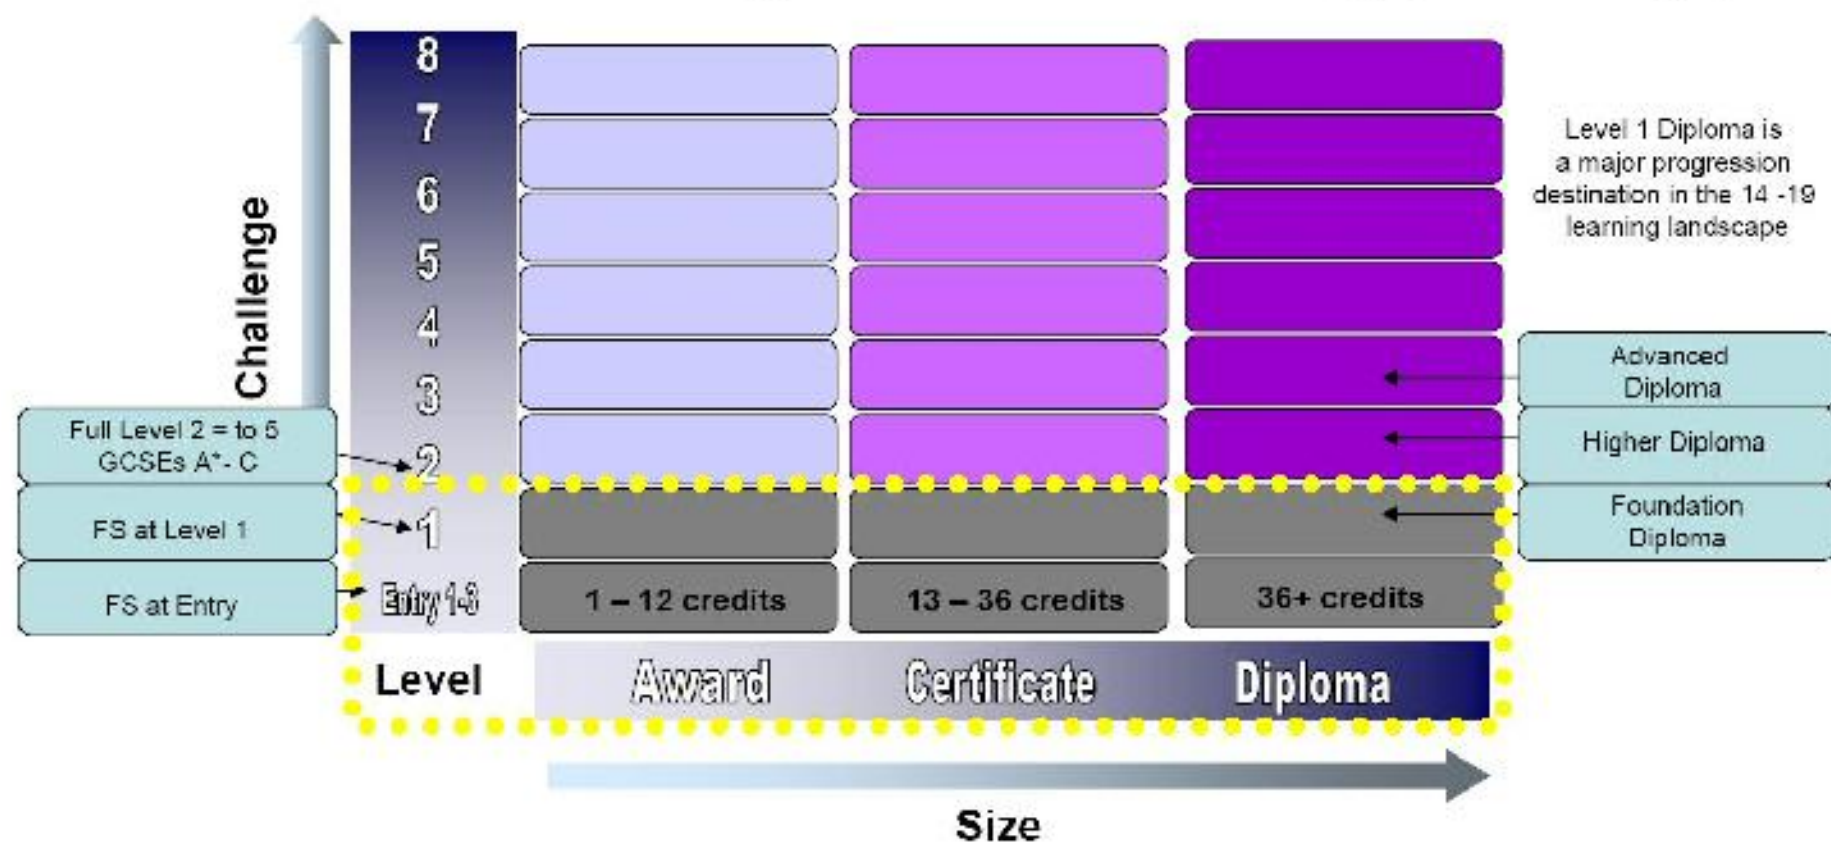 8
7
6
5
4
3
2
1
Entry 1-3
Challenge
Level 1 Diploma is
a major progression
destination in the 14 -19
learning landscape
Advanced
Diploma
Higher Diploma
Foundation
Diploma
Full Level 2 = to 5
GCSEs A*- C
FS at Level 1
FS at Entry
1 – 12 credits
13 – 36 credits
36+ credits
Level
Award
Certificate
Diploma
Size